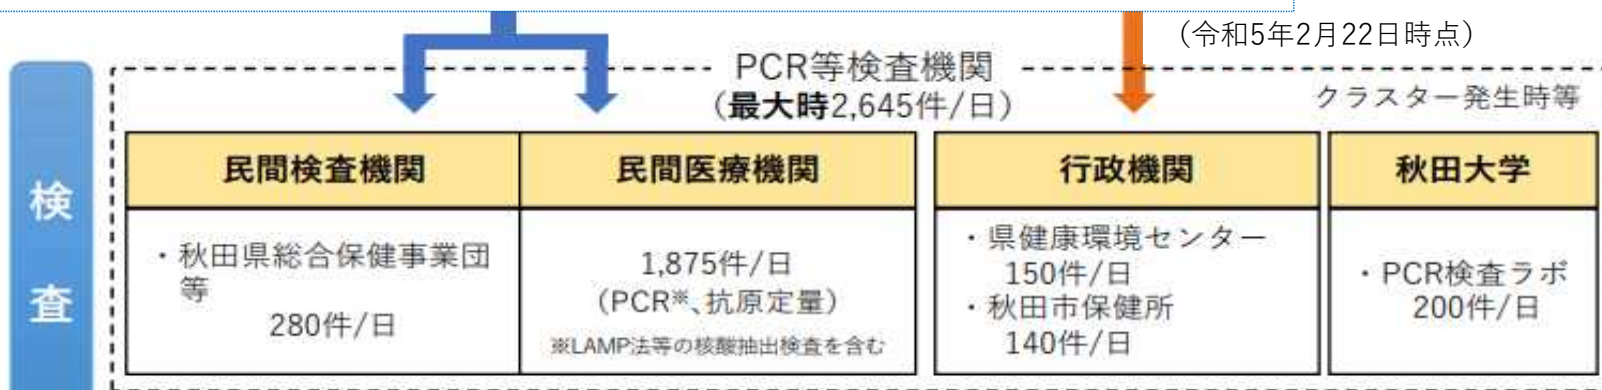 （令和5年2月22日時点）
PCR等検査機関
（最大時2,645件/日）
クラスター発生時等
検
査
民間検査機関
・秋田県総合保健事業団
等
280件/日
民間医療機関
1,875件/日
（PCR※、抗原定量）
※LAMP法等の核酸抽出検査を含む
行政機関
・県健康環境センター
150件/日
・秋田市保健所
140件/日
秋田大学
・PCR検査ラボ
200件/日